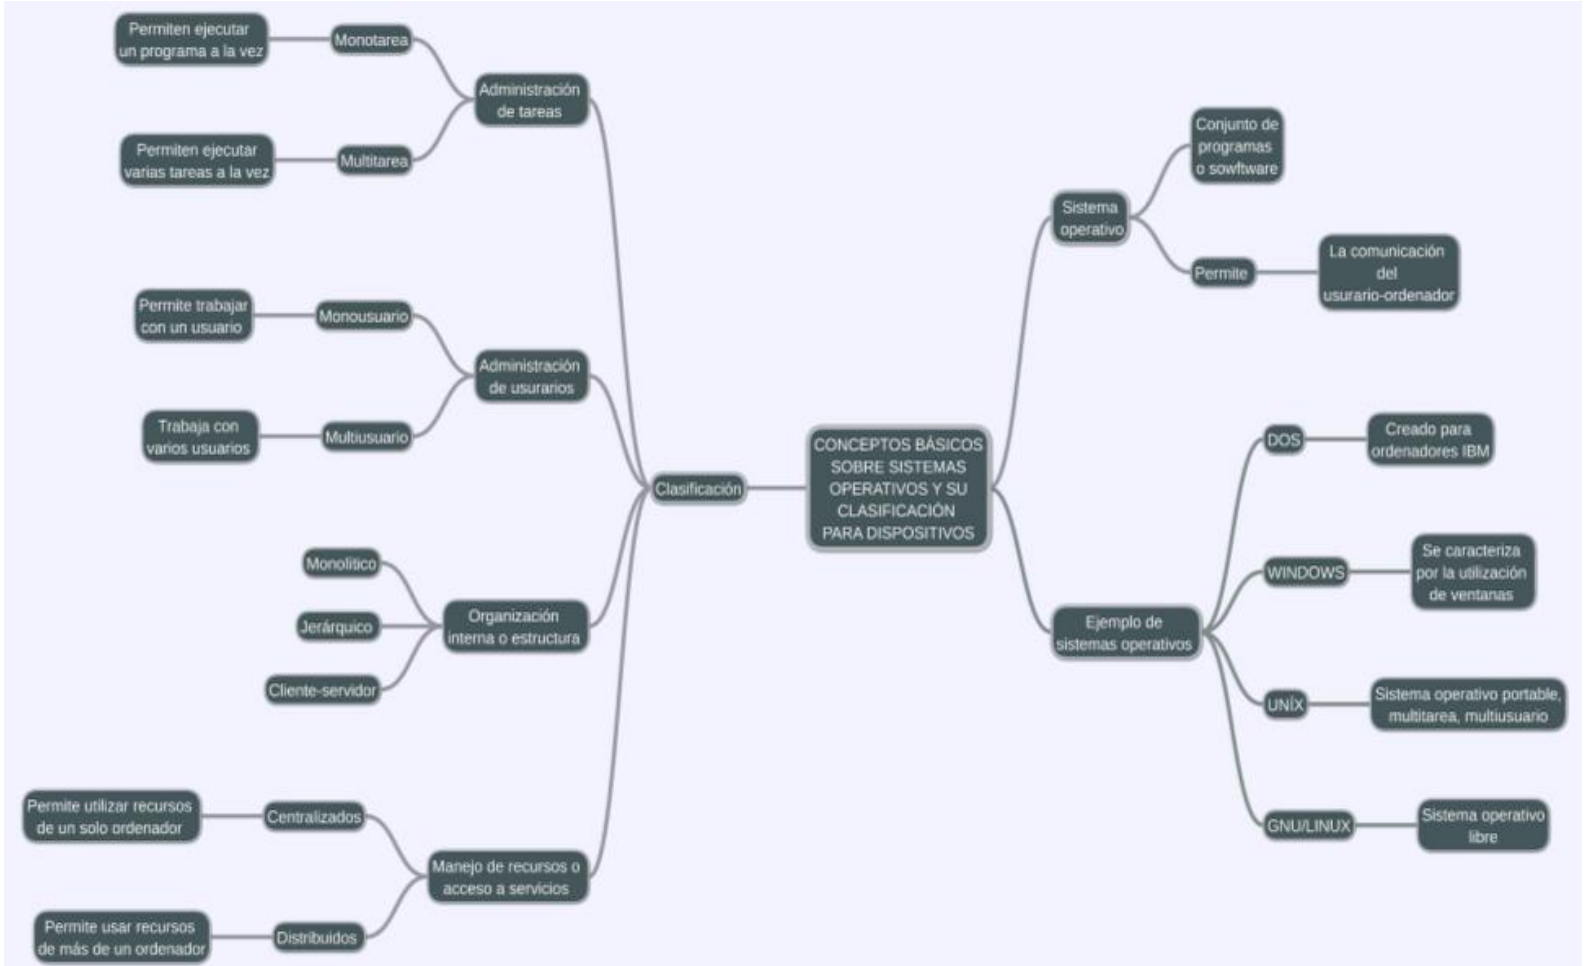 Permiten ejecutar
un programa a la vez
Monotarea
Administración
de tareas
Permiten ejecutar
varias tareas a la vez
Multitarea
Permite trabajar
con un usuario
Monousuario
Administración
de usurarios
Trabaja con
varios usuarios
Multiusuario
Clasificación
Monolítico
Jerárquico
Cliente-servidor
Organización
interna o estructura
Permite utilizar recursos
de un solo ordenador
Centralizados
Manejo de recursos o
acceso a servicios
Permite usar recursos
de más de un ordenador
Distribuidos
CONCEPTOS BÁSICOS
SOBRE SISTEMAS
OPERATIVOS Y SU
CLASIFICACIÓN
PARA DISPOSITIVOS
Sistema
operativo
Conjunto de
programas
o sowftware
Permite
La comunicación
del
usurario-ordenador
Ejemplo de
sistemas operativos
DOS
Creado para
ordenadores IBM
WINDOWS
Se caracteriza
por la utilización
de ventanas
UNÍX
Sistema operativo portable,
multitarea, multiusuario
GNU/LINUX
Sistema operativo
libre